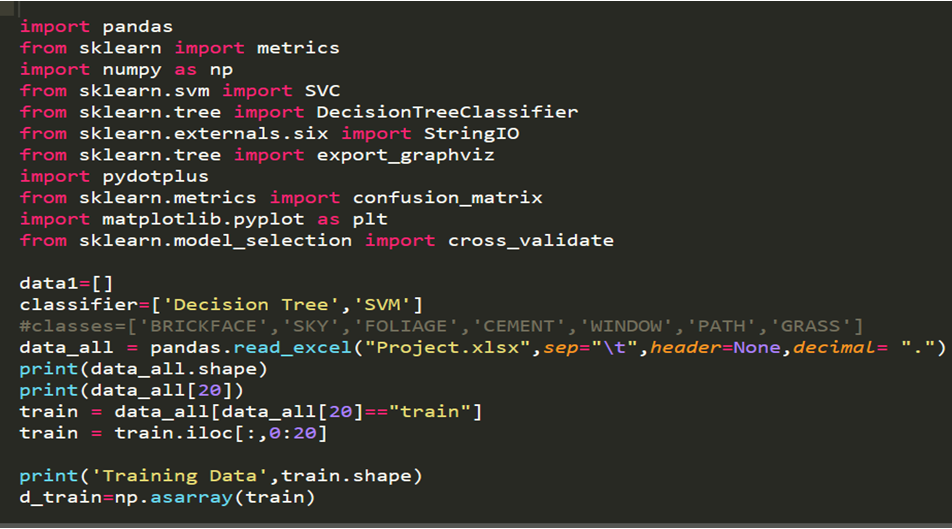 import pandas
from sklearn import metrics
import numpy as np
from sklearn.svm import SVC
from sklearn.tree import DecisionTreeClassifier
from sklearn.externals.six import StringIO
from sklearn.tree import export_graphviz
import pydotplus
from sklearn.metrics import confusion_matrix
import matplotlib.pyplot as plt
from sklearn.model_selection import cross_validate
data1=[]
classifier=['Decision Tree','SVM']
#classes=['BRICKFACE','SKY','FOLIAGE','CEMENT','WINDOW','PATH','GRASS']
data_all = pandas.read_excel("Project.xlsx",sep="\t",header=None,decimal= ".")
print(data_all.shape)
print(data_all[20])
train = data_all[data_all[20]=="train"]
train = train.iloc[:,0:20]
print('Training Data',train.shape)
d_train=np.asarray(train)